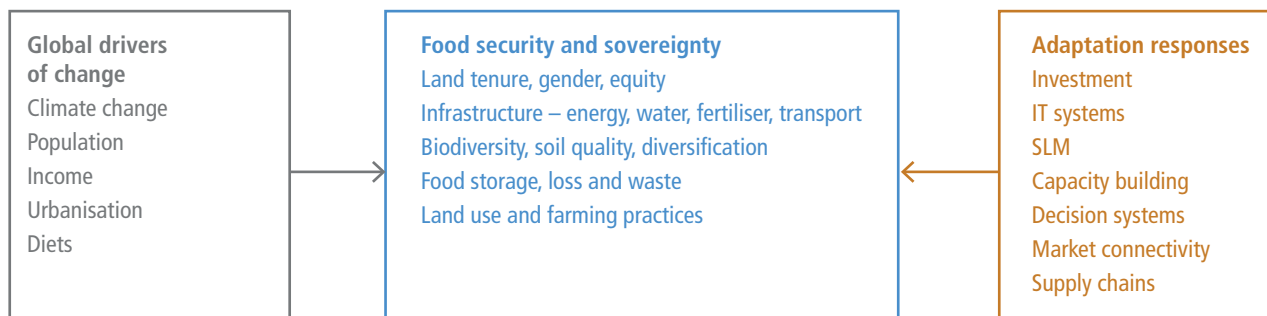 Global drivers
of change
Climate change
Population
Income
Urbanisation
Diets
Food security and sovereignty
Land tenure, gender, equity
Infrastructure – energy, water, fertiliser, transport
Biodiversity, soil quality, diversification
Food storage, loss and waste
Land use and farming practices
Adaptation responses
Investment
IT systems
SLM
Capacity building
Decision systems
Market connectivity
Supply chains